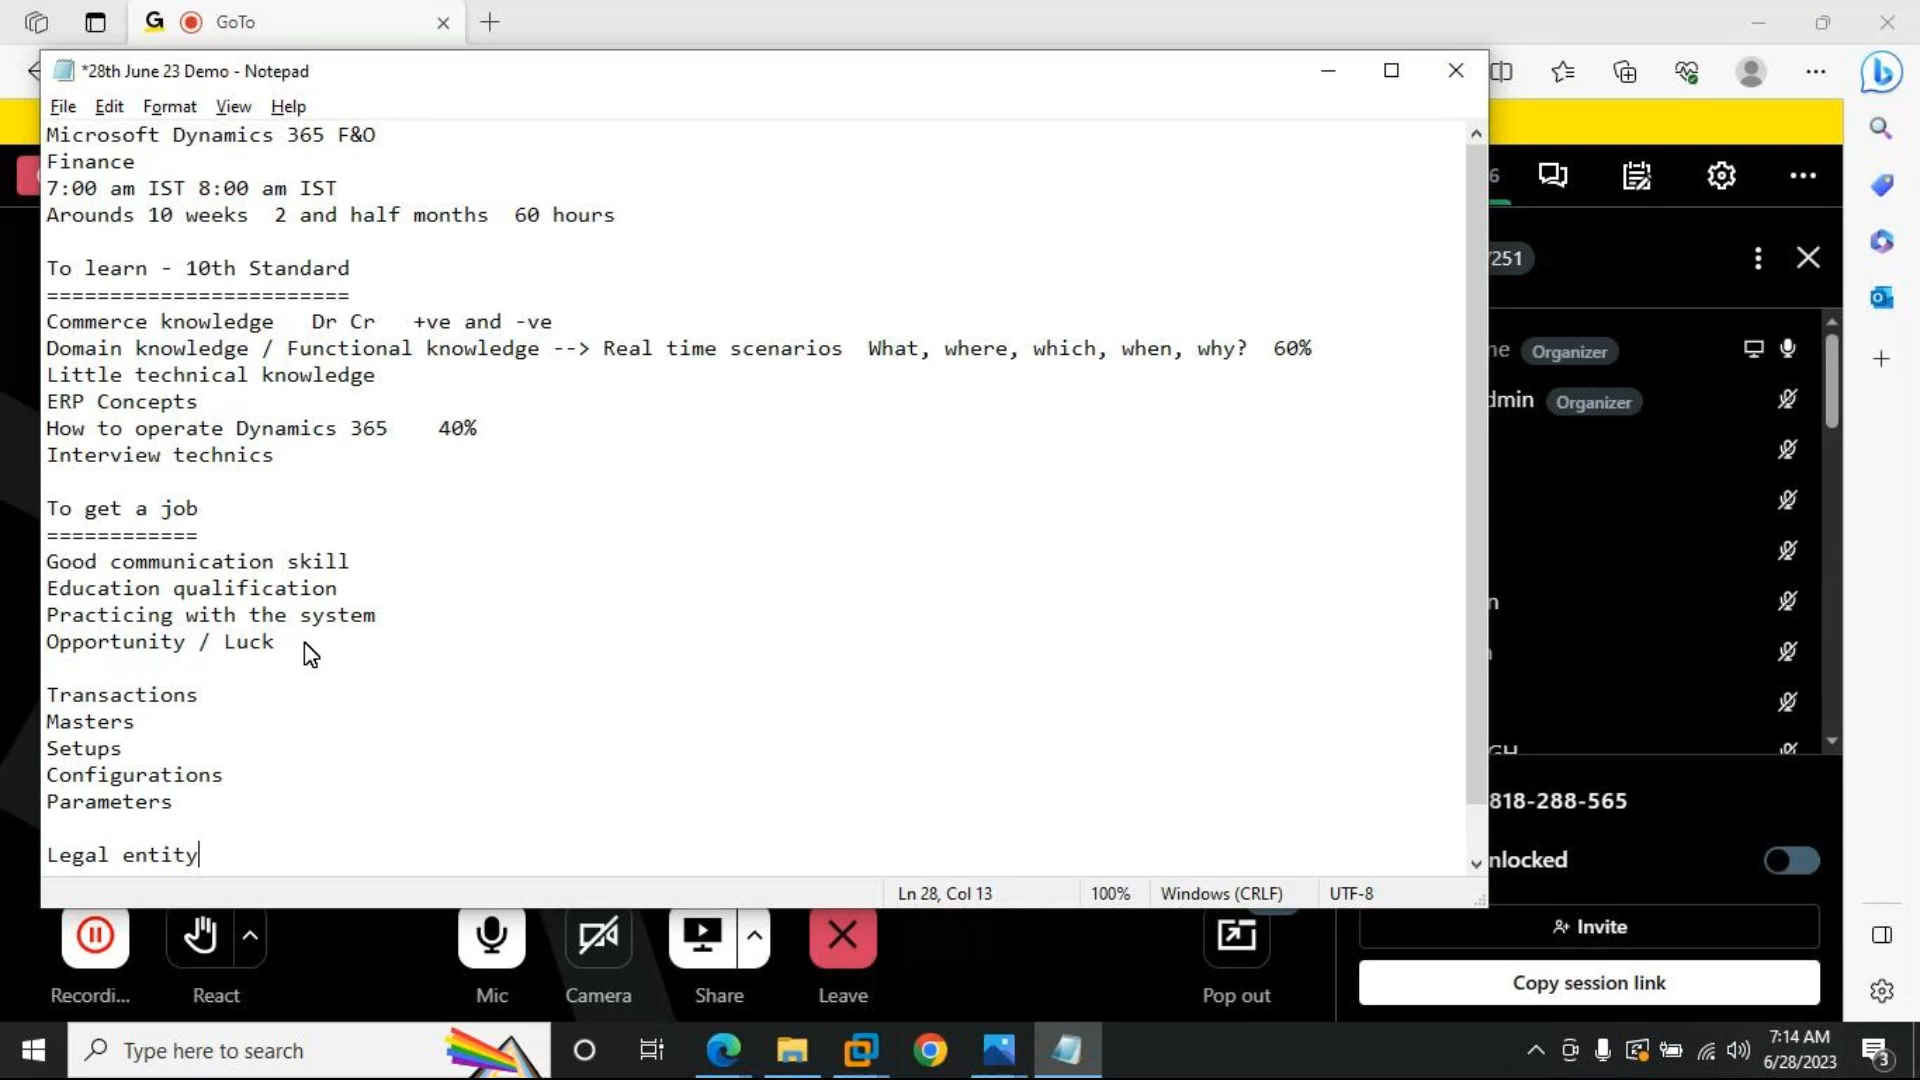 GoTo
*28th June 23 Demo - Notepad
File Edit Format View Help
Microsoft Dynamics 365 F&O
Finance
7:00 am IST 8:00 am IST
Arounds 10 weeks  2 and half months  60 hours
To learn - 10th Standard
========================
Commerce knowledge   Dr Cr   +ve and -ve
Domain knowledge / Functional knowledge --> Real time scenarios  What, where, which, when, why?  60%
Little technical knowledge
ERP Concepts
How to operate Dynamics 365    40%
Interview technics
To get a job
============
Good communication skill
Education qualification
Practicing with the system
Opportunity / Luck
Transactions
Masters
Setups
Configurations
Parameters
Legal entity
Ln 28, Col 13 100% Windows (CRLF) UTF-8
6
251
Organizer
Organizer
818-288-565
Invite
Copy session link
Recordi... React Mic Camera Share Leave Pop out
Type here to search
7:14 AM
6/28/2023
3